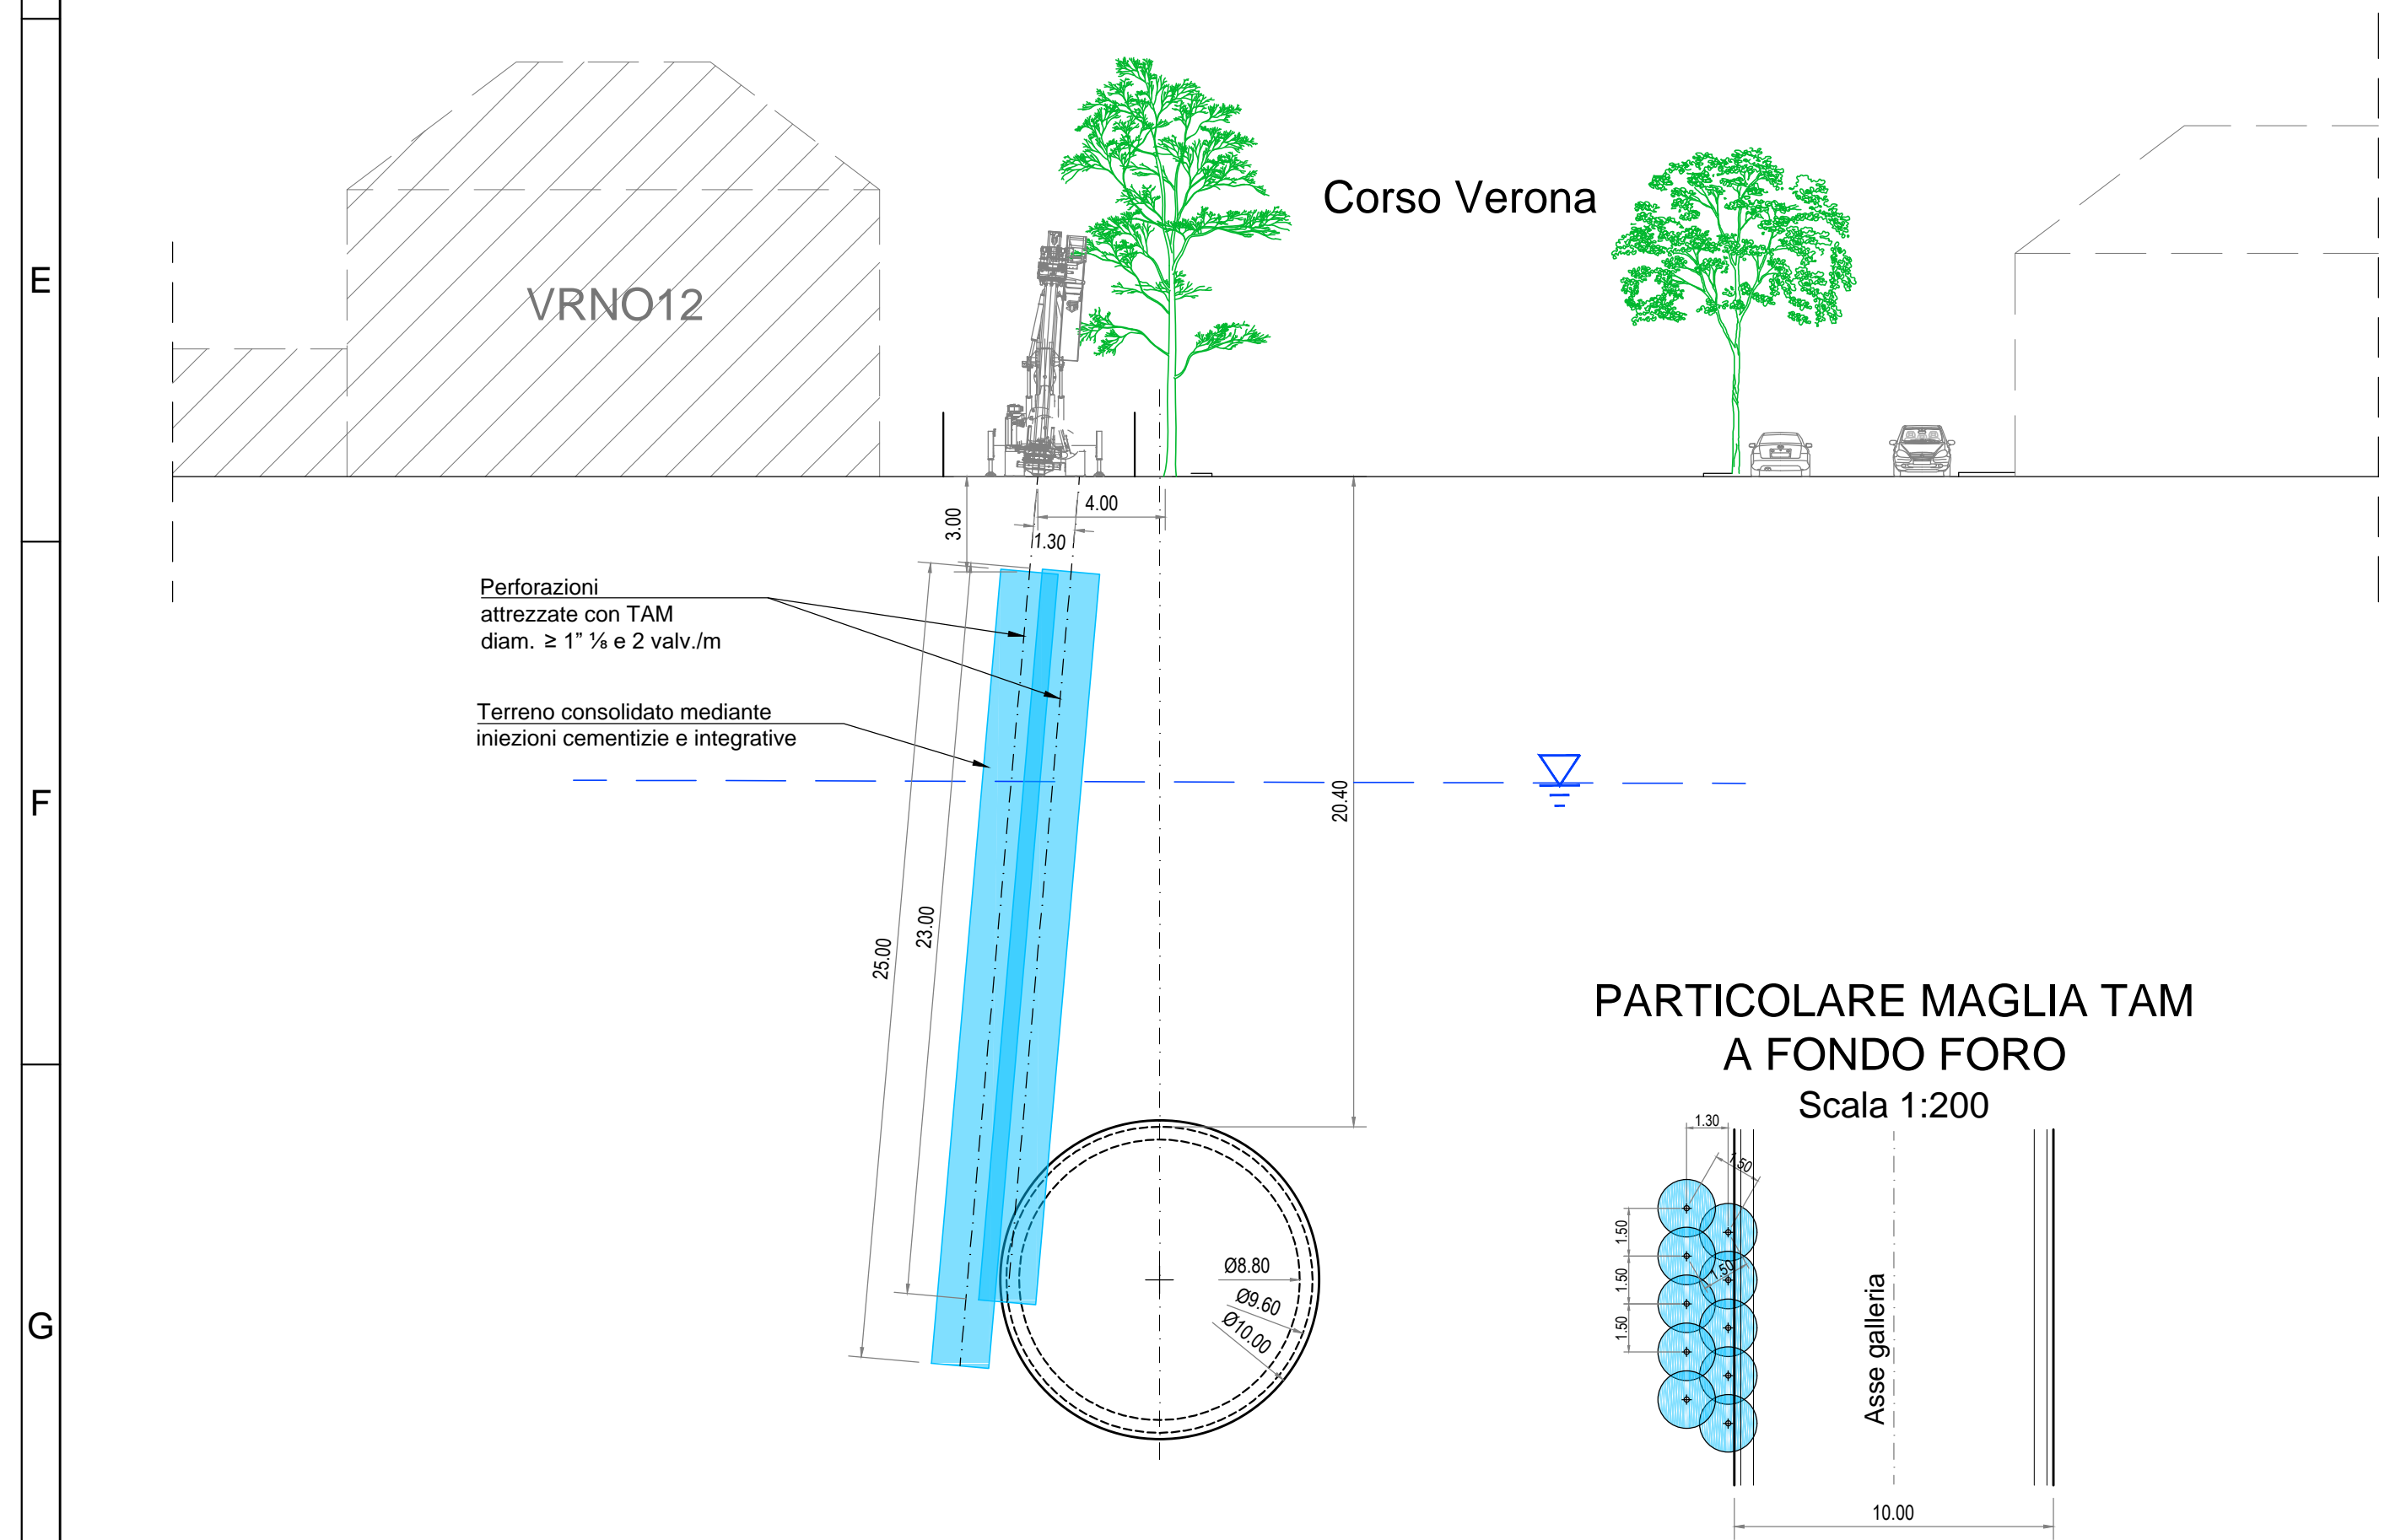 E
F
G
VRNO12
Corso Verona
3.00
4.00
1.30
Perforazioni
attrezzate con TAM
diam. ≥ 1" ⅛ e 2 valv./m
Terreno consolidato mediante
iniezioni cementizie e integrative
20.40
25.00
23.00
Ø8.80
Ø9.60
Ø10.00
PARTICOLARE MAGLIA TAM
A FONDO FORO
Scala 1:200
1.30
1.50
1.50
1.50
1.50
1.50
Asse galleria
10.00